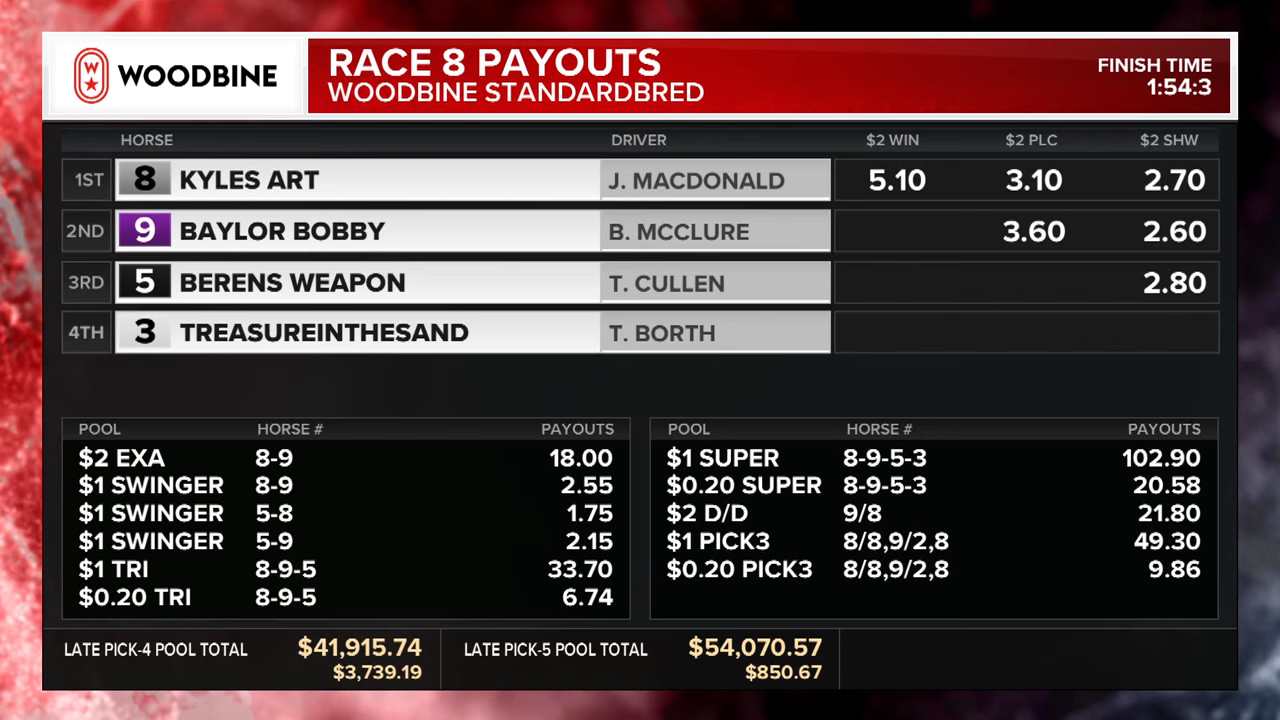 WOODBINE
RACE 8 PAYOUTS
WOODBINE STANDARDBRED
FINISH TIME
1:54:3
HORSE DRIVER $2 WIN $2 PLC $2 SHW
1ST 8 KYLES ART J. MACDONALD 5.10 3.10 2.70
2ND 9 BAYLOR BOBBY B. MCCLURE 3.60 2.60
3RD 5 BERENS WEAPON T. CULLEN 2.80
4TH 3 TREASUREINTHESAND T. BORTH
POOL HORSE # PAYOUTS
$2 EXA 8-9 18.00
$1 SWINGER 8-9 2.55
$1 SWINGER 5-8 1.75
$1 SWINGER 5-9 2.15
$1 TRI 8-9-5 33.70
$0.20 TRI 8-9-5 6.74
POOL HORSE # PAYOUTS
$1 SUPER 8-9-5-3 102.90
$0.20 SUPER 8-9-5-3 20.58
$2 D/D 9/8 21.80
$1 PICK3 8/8,9/2,8 49.30
$0.20 PICK3 8/8,9/2,8 9.86
LATE PICK-4 POOL TOTAL $41,915.74
$3,739.19
LATE PICK-5 POOL TOTAL $54,070.57
$850.67